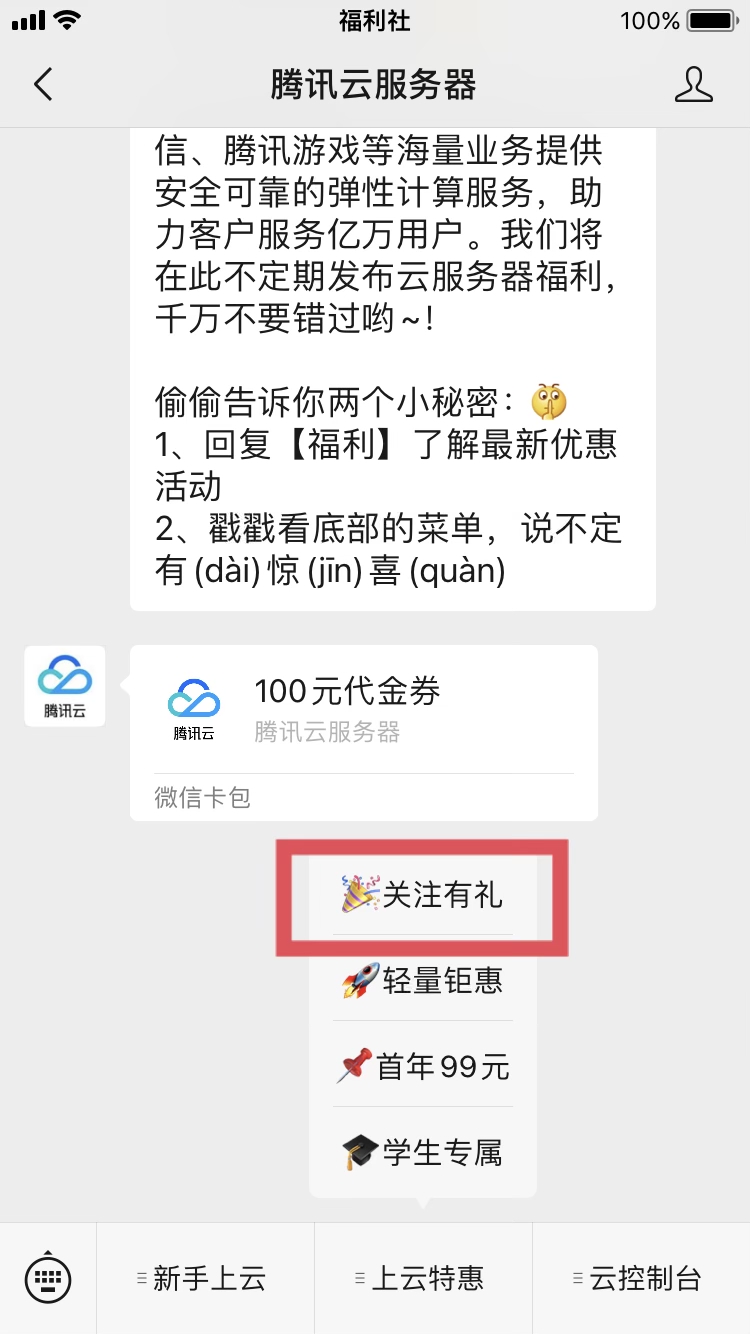 福利社 100%
腾讯云服务器
信、腾讯游戏等海量业务提供
安全可靠的弹性计算服务，助
力客户服务亿万用户。我们将
在此不定期发布云服务器福利，
千万不要错过哟~!
偷偷告诉你两个小秘密：🤫
1、回复【福利】了解最新优惠
活动
2、戳戳看底部的菜单，说不定
有(dài)惊(jīn)喜(quàn)
腾讯云
腾讯云
100元代金券
腾讯云服务器
微信卡包
🎉关注有礼
🚀轻量钜惠
📌首年99元
🎓学生专属
新手上云
上云特惠
云控制台